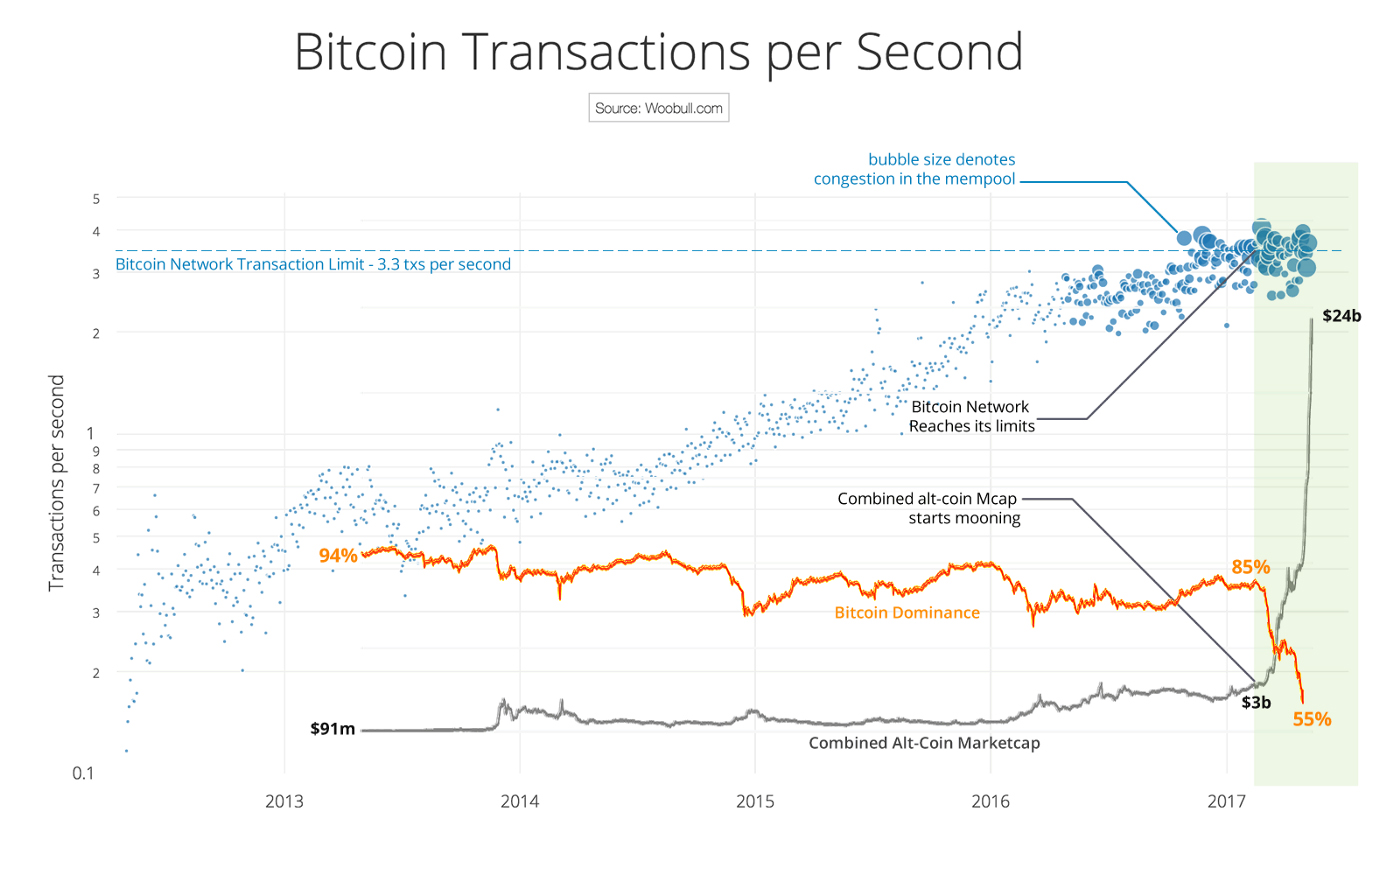 Bitcoin Transactions per Second
Source: Woobull.com
bubble size denotes
congestion in the mempool
5
4
Bitcoin Network Transaction Limit - 3.3 txs per second
3
$24b
2
Transactions per second
Bitcoin Network
Reaches its limits
1
9
8
7
Combined alt-coin Mcap
starts mooning
6
5
94%
85%
4
3
Bitcoin Dominance
2
$3b
55%
$91m
Combined Alt-Coin Marketcap
0.1
2013
2014
2015
2016
2017